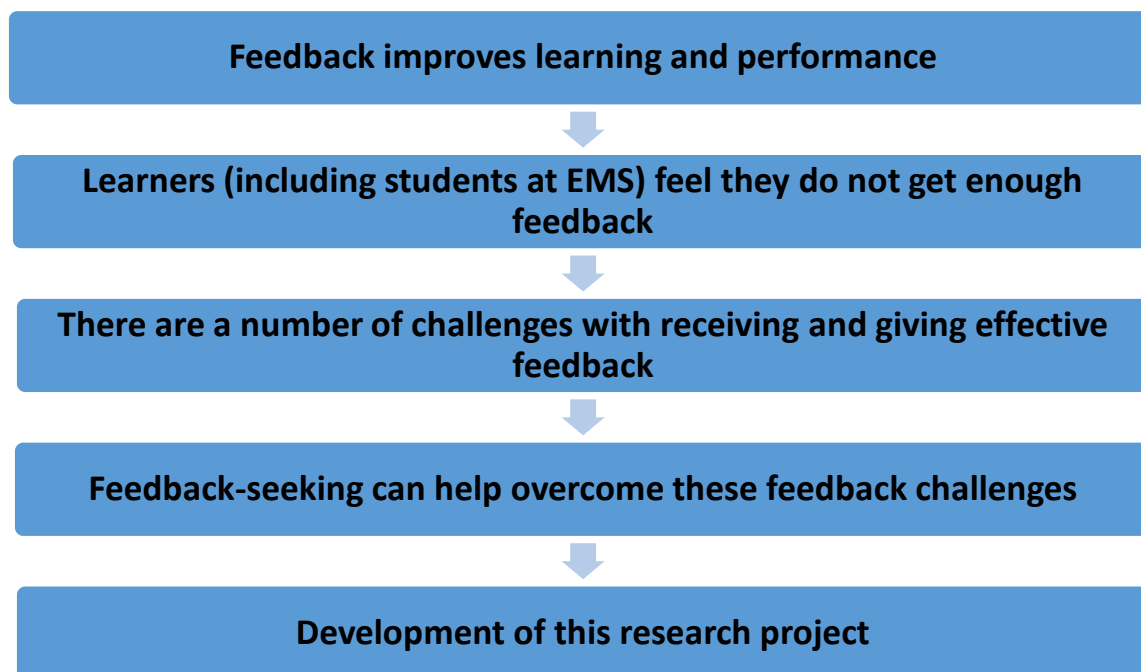 Feedback improves learning and performance
Learners (including students at EMS) feel they do not get enough
feedback
There are a number of challenges with receiving and giving effective
feedback
Feedback-seeking can help overcome these feedback challenges
Development of this research project